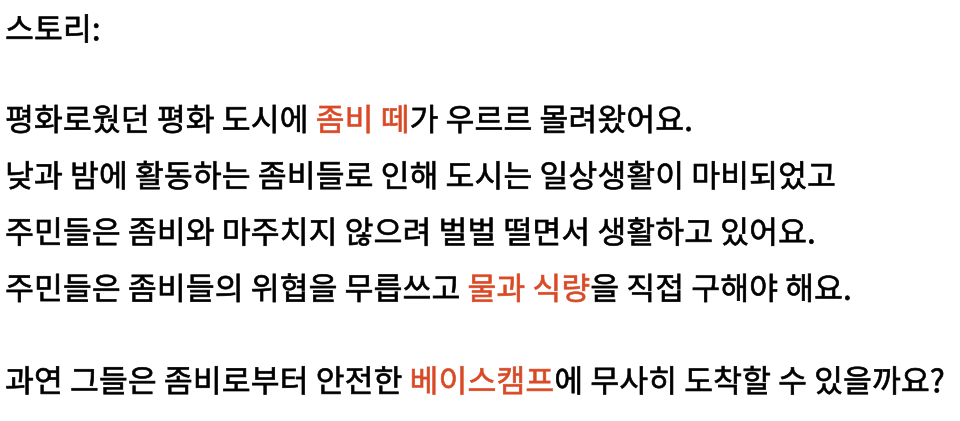 스토리:
평화로웠던 평화 도시에 좀비 떼가 우르르 몰려왔어요.
낮과 밤에 활동하는 좀비들로 인해 도시는 일상생활이 마비되었고
주민들은 좀비와 마주치지 않으려 벌벌 떨면서 생활하고 있어요.
주민들은 좀비들의 위협을 무릅쓰고 물과 식량을 직접 구해야 해요.
과연 그들은 좀비로부터 안전한 베이스캠프에 무사히 도착할 수 있을까요?